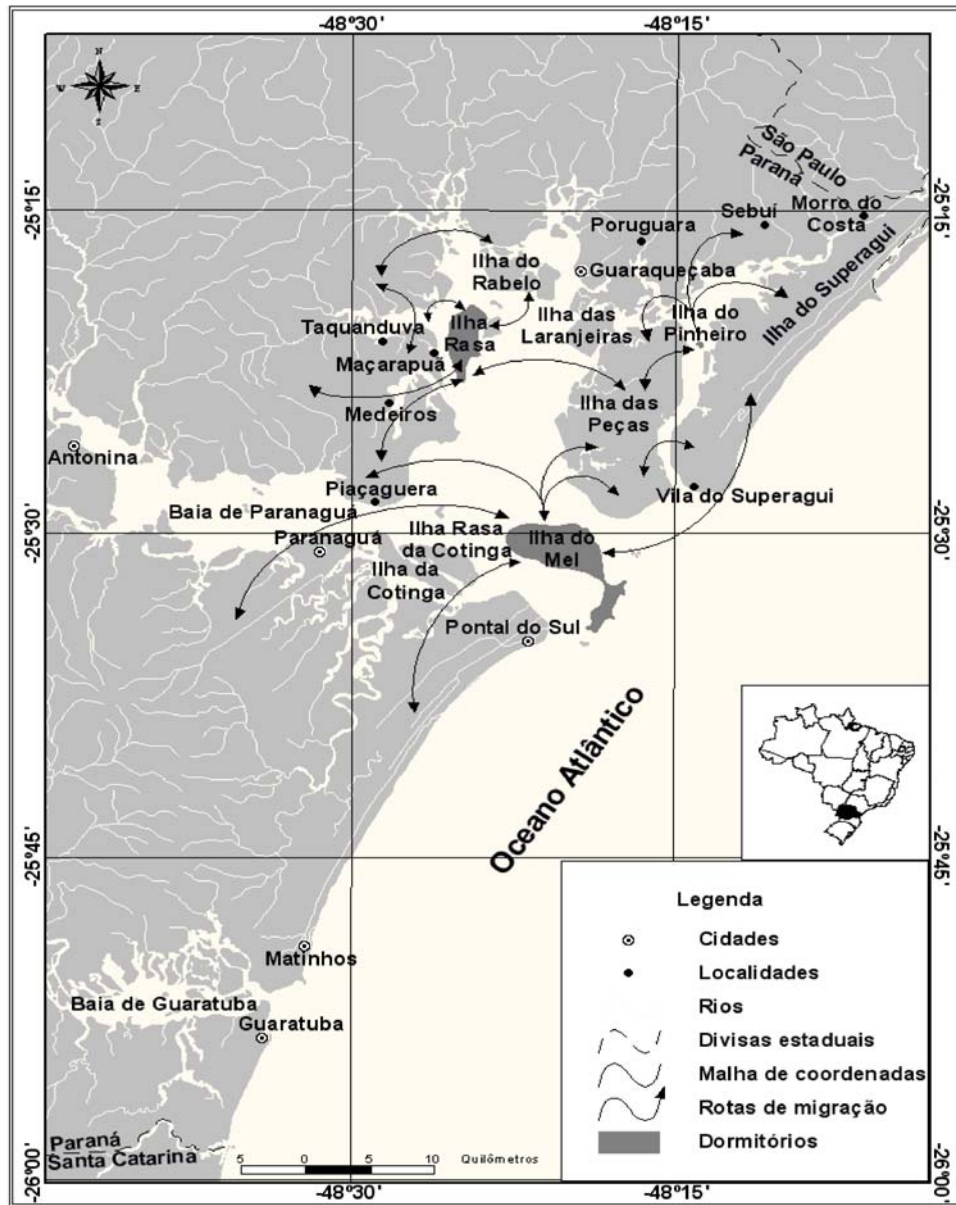 -48°30'
-48°15'
N
W
E
S
São Paulo
Paraná
-25°15'
-25°15'
Poruguara
Sebuí
Morro do
Costa
Ilha do
Rabelo
Guaraqueçaba
Ilha do Superagui
Taquanduva
Ilha
Rasa
Ilha das
Laranjeiras
Ilha do
Pinheiro
Maçarapuã
Medeiros
Ilha das
Peças
Antonina
Piaçaguera
Vila do Superagui
Baia de Paranaguá
-25°30'
-25°30'
Paranaguá
Ilha Rasa
da Cotinga
Ilha do
Mel
Ilha da
Cotinga
Pontal do Sul
Oceano Atlântico
-25°45'
-25°45'
Matinhos
Baía de Guaratuba
Guaratuba
Paraná
Santa Catarina
5 0 5 10 Quilômetros
Legenda
Cidades
Localidades
Rios
Divisas estaduais
Malha de coordenadas
Rotas de migração
Dormitórios
-26°00'
-26°00'
-48°30'
-48°15'